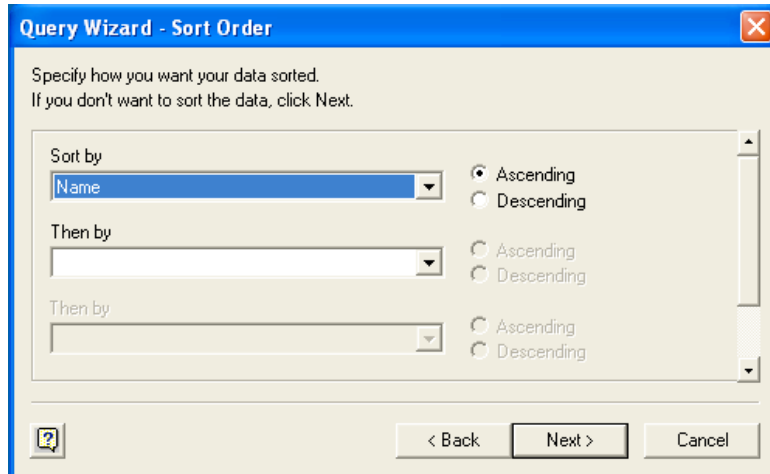 Query Wizard - Sort Order
Specify how you want your data sorted.
If you don't want to sort the data, click Next.
Sort by
Name
Ascending
Descending
Then by
Ascending
Descending
Then by
Ascending
Descending
?
< Back
Next >
Cancel